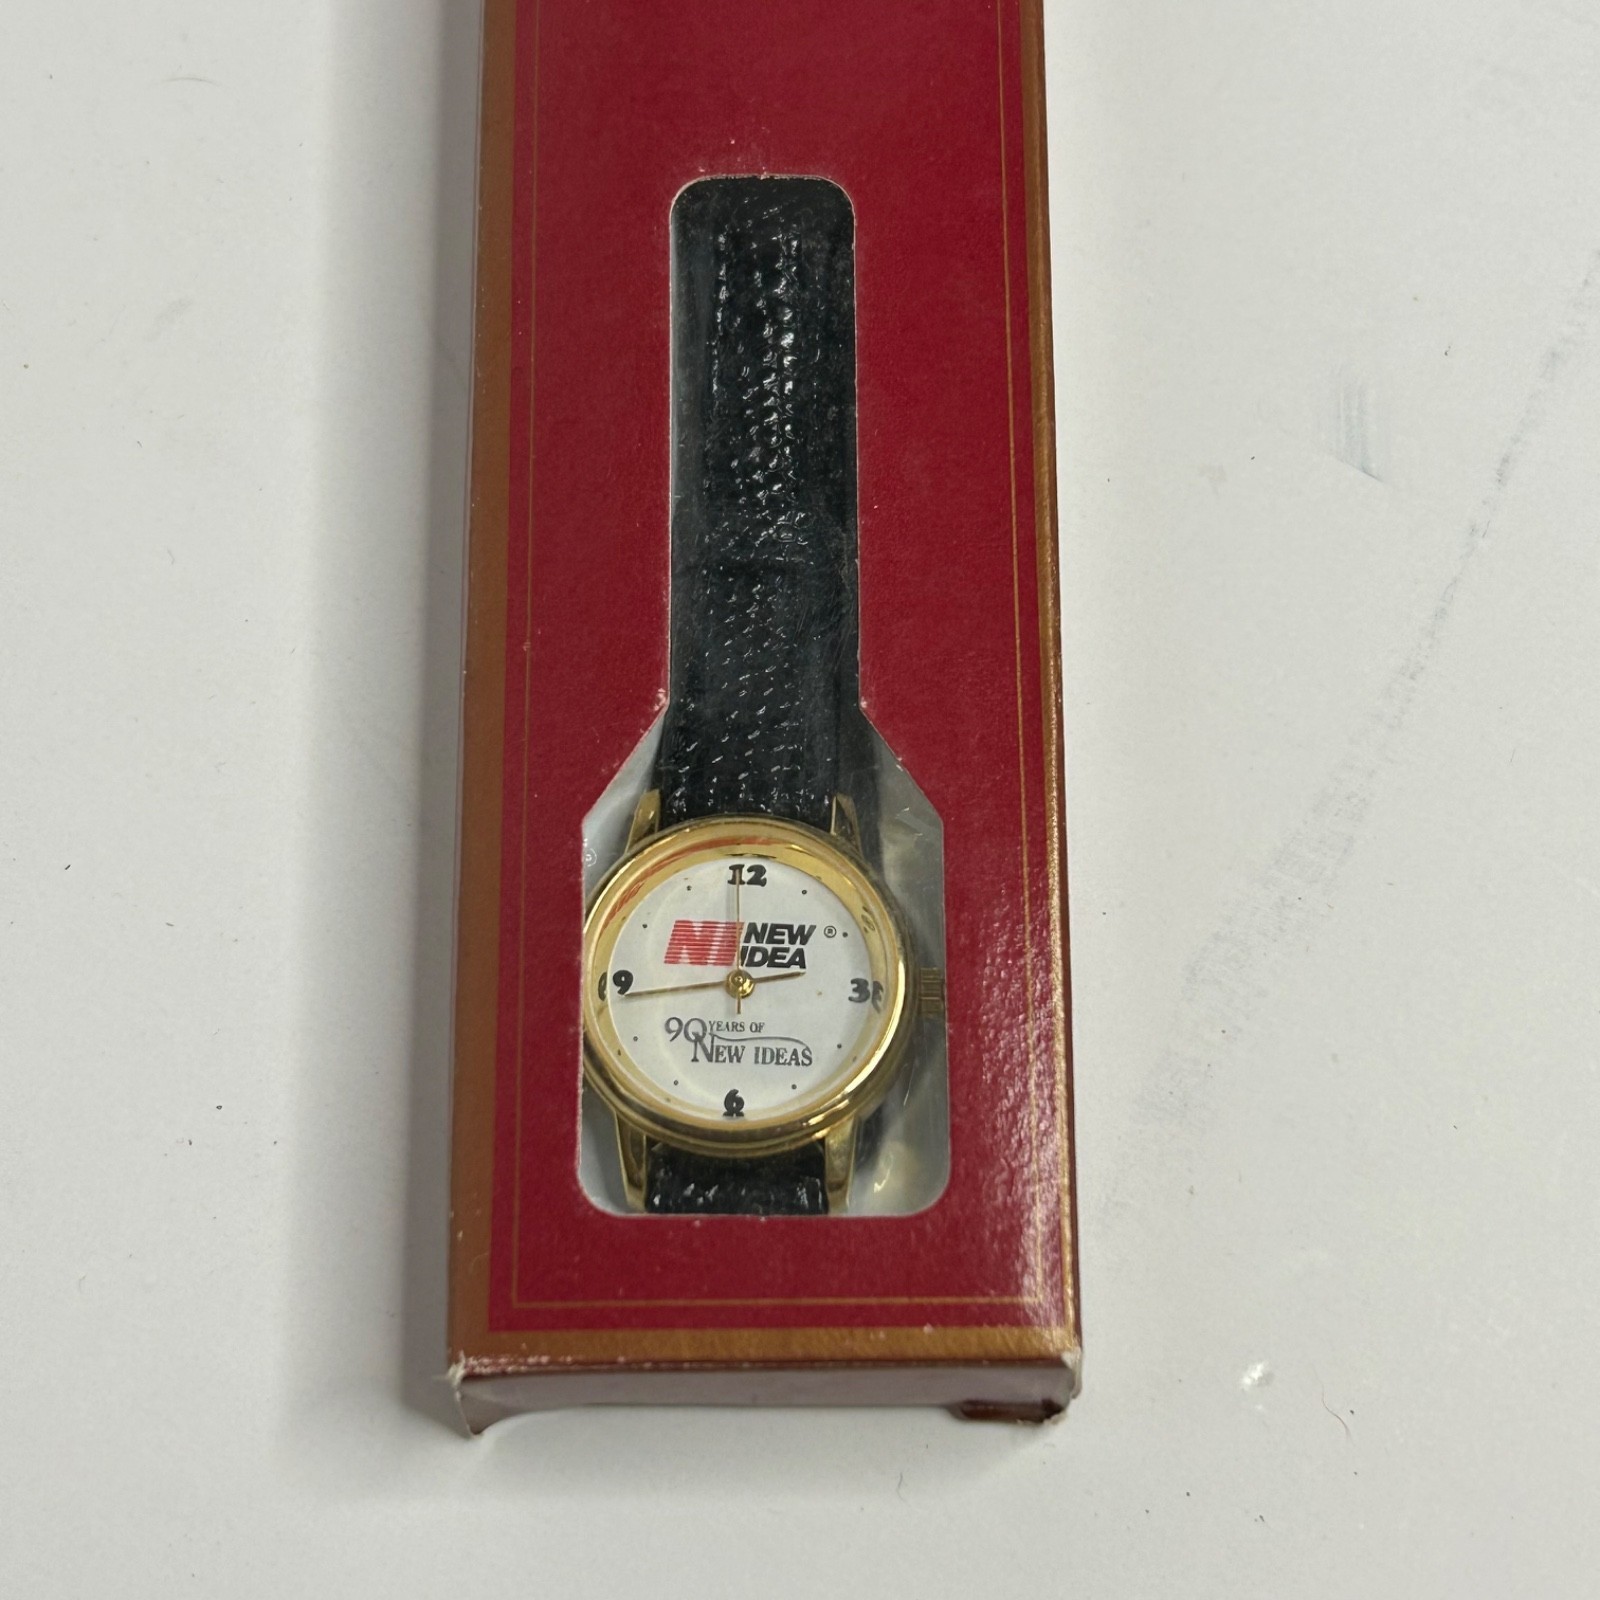 12
NI NEW ®
IDEA
9 3
90 YEARS OF
NEW IDEAS
6